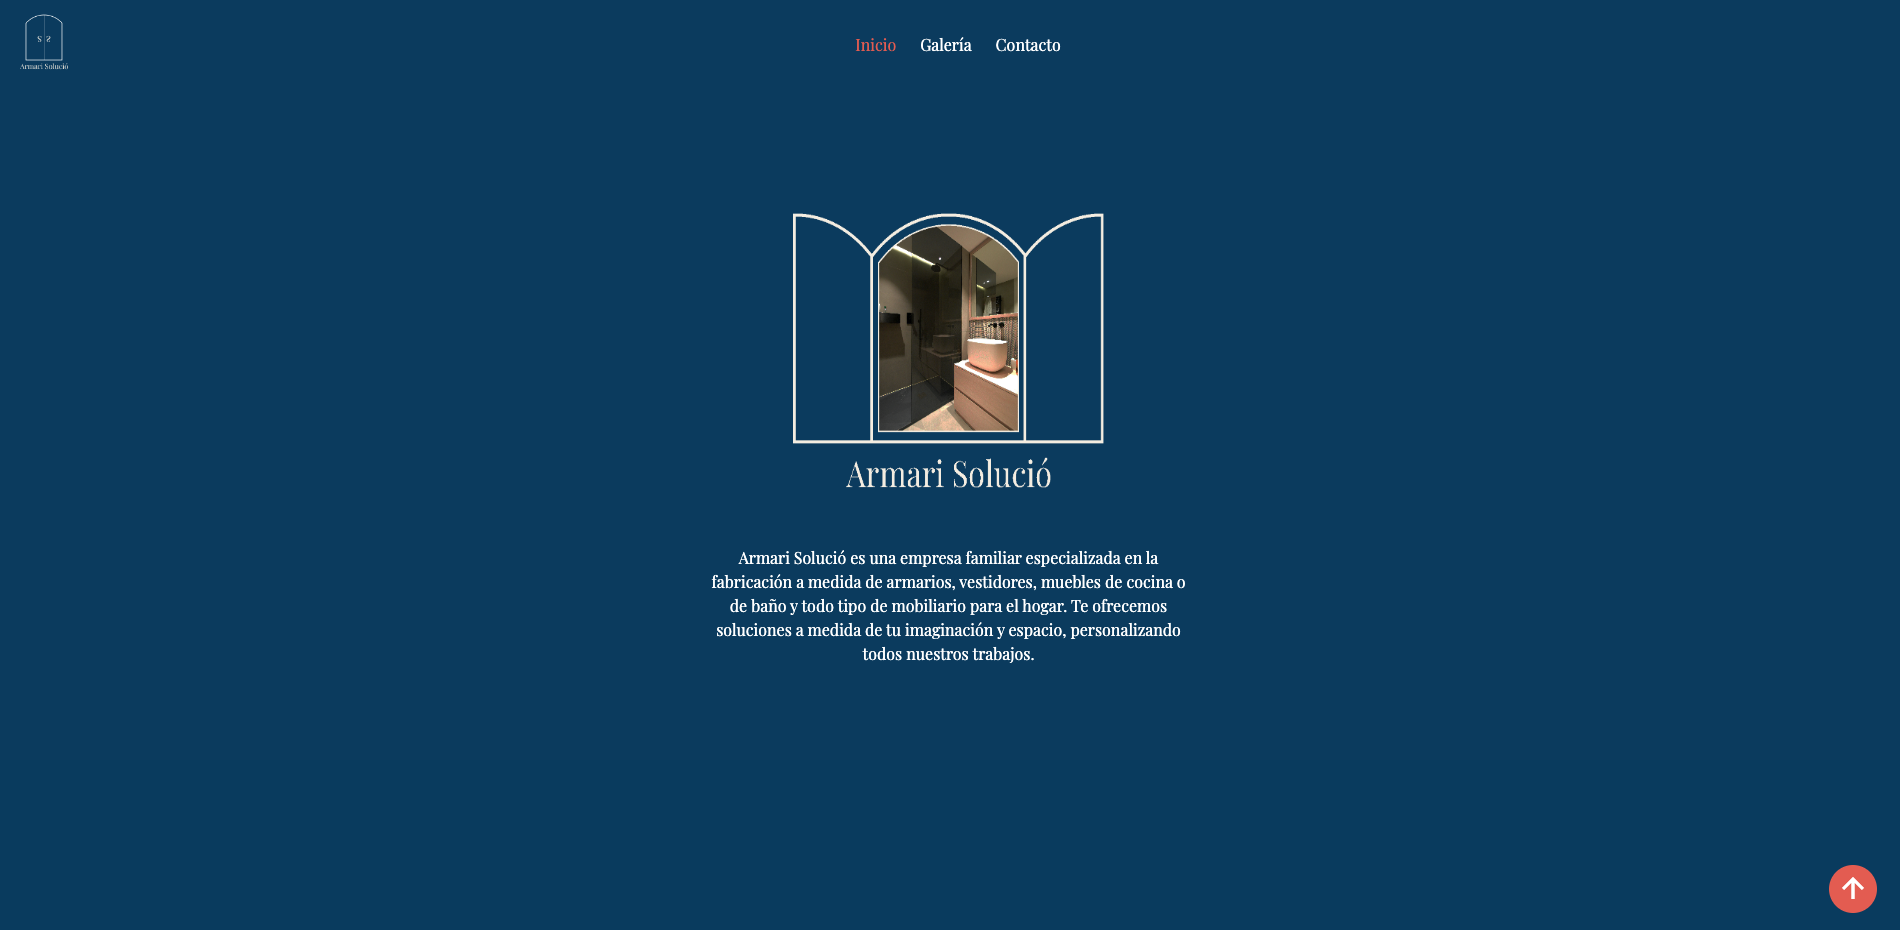 Armari Solució
Inicio Galería Contacto
Armari Solució
Armari Solució es una empresa familiar especializada en la
fabricación a medida de armarios, vestidores, muebles de cocina o
de baño y todo tipo de mobiliario para el hogar. Te ofrecemos
soluciones a medida de tu imaginación y espacio, personalizando
todos nuestros trabajos.